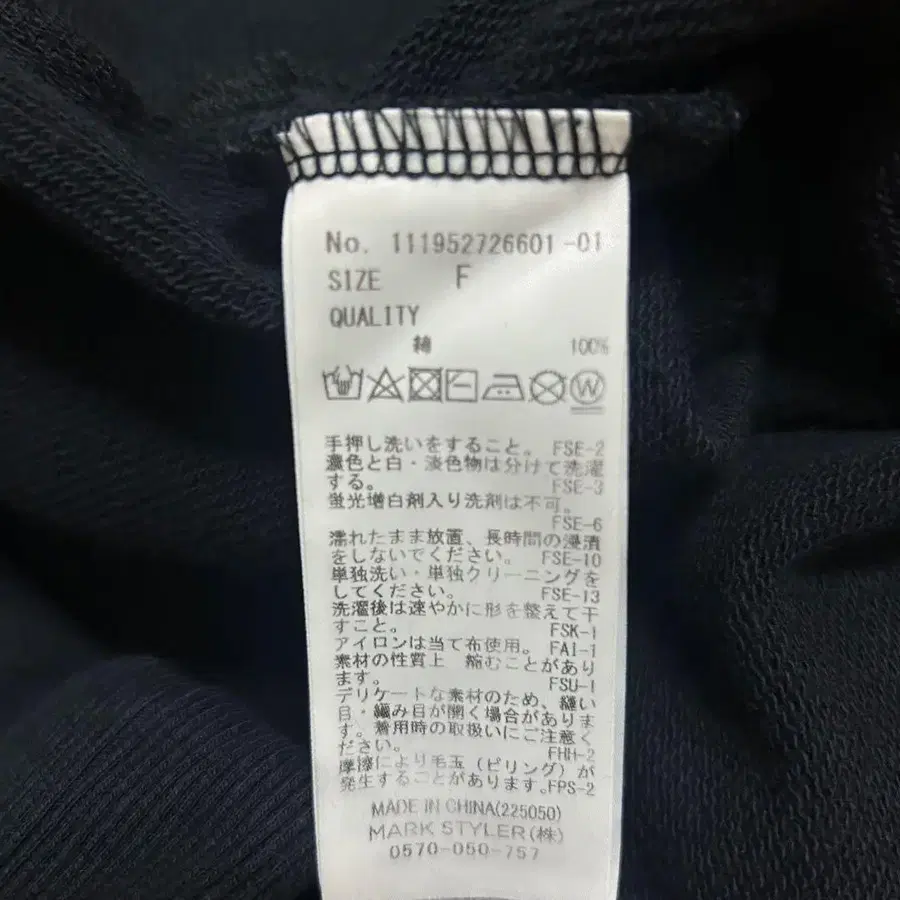 No. 111952726601-01
SIZE F
QUALITY
綿 100%
W
手押し洗いをすること。 FSE-2
濃色と白・淡色物は分けて洗濯
する。 FSE-3
蛍光増白剤入り洗剤は不可。
FSE-6
濡れたまま放置、長時間の浸漬
をしないでください。 FSE-10
単独洗い・単独クリーニングを
してください。 FSE-13
洗濯後は速やかに形を整えて干
すこと。 FSK-1
アイロンは当て布使用。 FAI-1
素材の性質上 縮むことがあり
ます。 FSU-1
デリケートな素材のため、縫い
目・編み目が開く場合がありま
す。着用時の取扱いにご注意く
ださい。 FHH-2
摩擦により毛玉(ピリング)が
発生することがあります。FPS-2
MADE IN CHINA(225050)
MARK STYLER(株)
0570-050-757